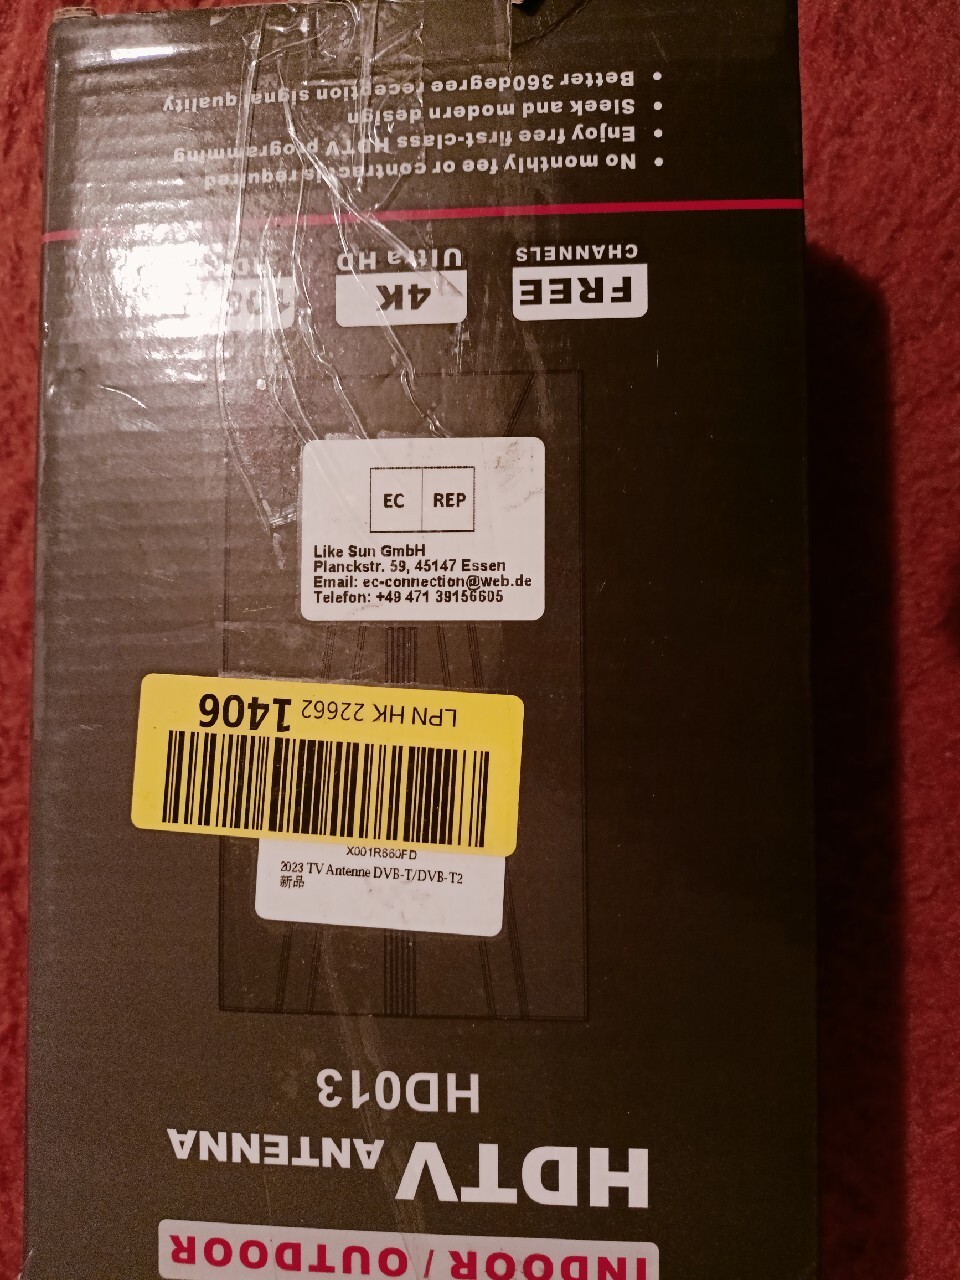 INDOOR / OUTDOOR
HDTV ANTENNA
HD013
FREE
CHANNELS
4K
Ultra HD
• No monthly fee or contract is required
• Enjoy free first-class HDTV programming
• Sleek and modern design
• Better 360degree reception signal quality
EC REP
Like Sun GmbH
Planckstr. 59, 45147 Essen
Email: ec-connection@web.de
Telefon: +49 471 39156605
LPN HK 22662 1406
X001R660FD
2023 TV Antenne DVB-T/DVB-T2
新品